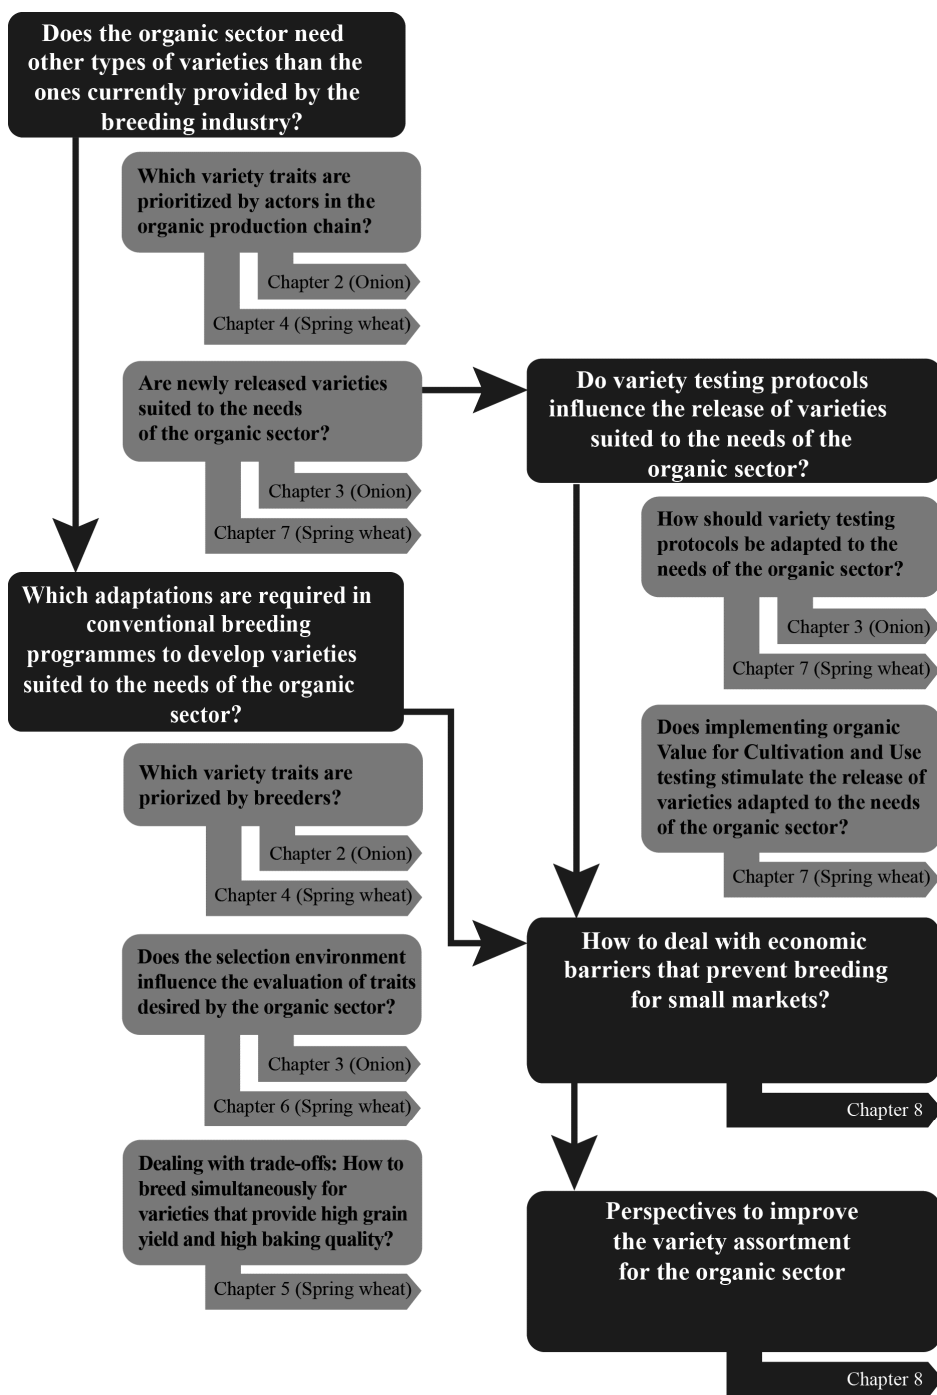 Does the organic sector need
other types of varieties than the
ones currently provided by the
breeding industry?
Which variety traits are
prioritized by actors in the
organic production chain?
Chapter 2 (Onion)
Chapter 4 (Spring wheat)
Are newly released varieties
suited to the needs
of the organic sector?
Chapter 3 (Onion)
Chapter 7 (Spring wheat)
Which adaptations are required in
conventional breeding
programmes to develop varieties
suited to the needs of the organic
sector?
Which variety traits are
priorized by breeders?
Chapter 2 (Onion)
Chapter 4 (Spring wheat)
Does the selection environment
influence the evaluation of traits
desired by the organic sector?
Chapter 3 (Onion)
Chapter 6 (Spring wheat)
Dealing with trade-offs: How to
breed simultaneously for
varieties that provide high grain
yield and high baking quality?
Chapter 5 (Spring wheat)
Do variety testing protocols
influence the release of varieties
suited to the needs of the
organic sector?
How should variety testing
protocols be adapted to the
needs of the organic sector?
Chapter 3 (Onion)
Chapter 7 (Spring wheat)
Does implementing organic
Value for Cultivation and Use
testing stimulate the release of
varieties adapted to the needs
of the organic sector?
Chapter 7 (Spring wheat)
How to deal with economic
barriers that prevent breeding
for small markets?
Chapter 8
Perspectives to improve
the variety assortment
for the organic sector
Chapter 8